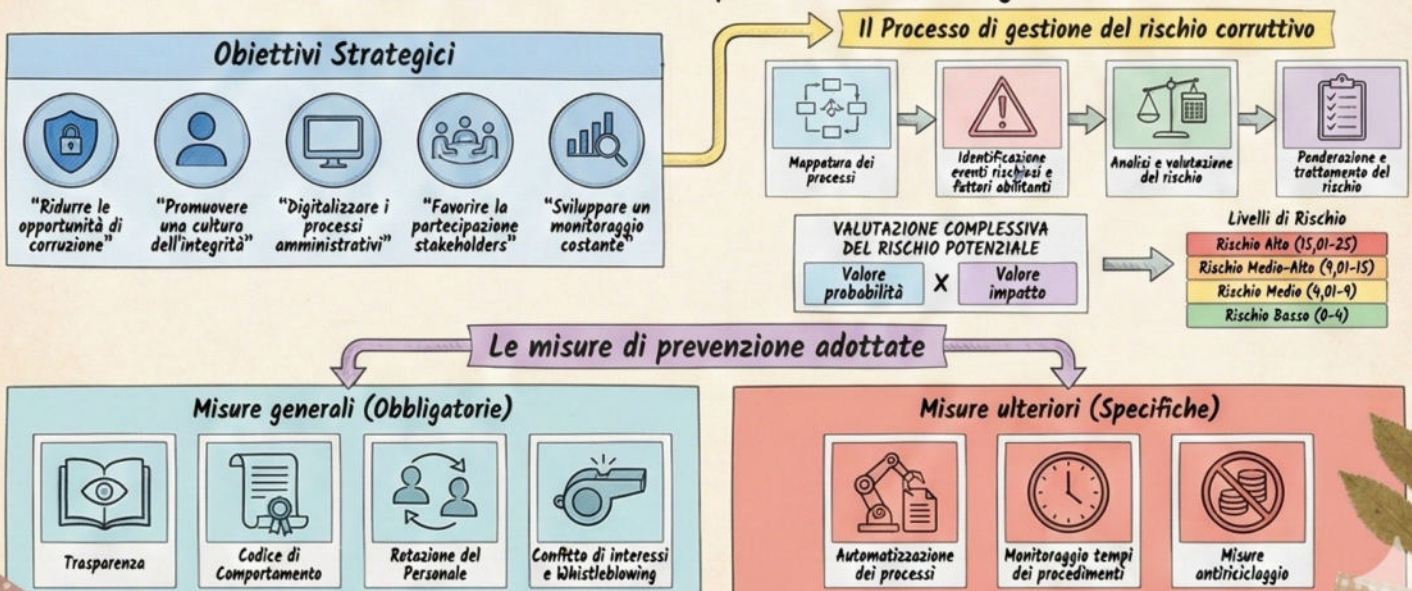 Obiettivi Strategici
"Ridurre le
opportunità di
corruzione"
"Promuovere
una cultura
dell'integrità"
"Digitalizzare i
processi
amministrativi"
"Favorire la
partecipazione
stakeholders"
"Sviluppare un
monitoraggio
costante"
Il Processo di gestione del rischio corruttivo
Mappatura dei
processi
Identificazione
eventi rischiosi e
fattori abilitanti
Analisi e valutazione
del rischio
Ponderazione e
trattamento del
rischio
VALUTAZIONE COMPLESSIVA
DEL RISCHIO POTENZIALE
Valore
probabilità
X
Valore
impatto
Livelli di Rischio
Rischio Alto (15,01-25)
Rischio Medio-Alto (9,01-15)
Rischio Medio (4,01-9)
Rischio Basso (0-4)
Le misure di prevenzione adottate
Misure generali (Obbligatorie)
Trasparenza
Codice di
Comportamento
Rotazione del
Personale
Conflitto di interessi
e Whistleblowing
Misure ulteriori (Specifiche)
Automatizzazione
dei processi
Monitoraggio tempi
dei procedimenti
Misure
antiriciclaggio